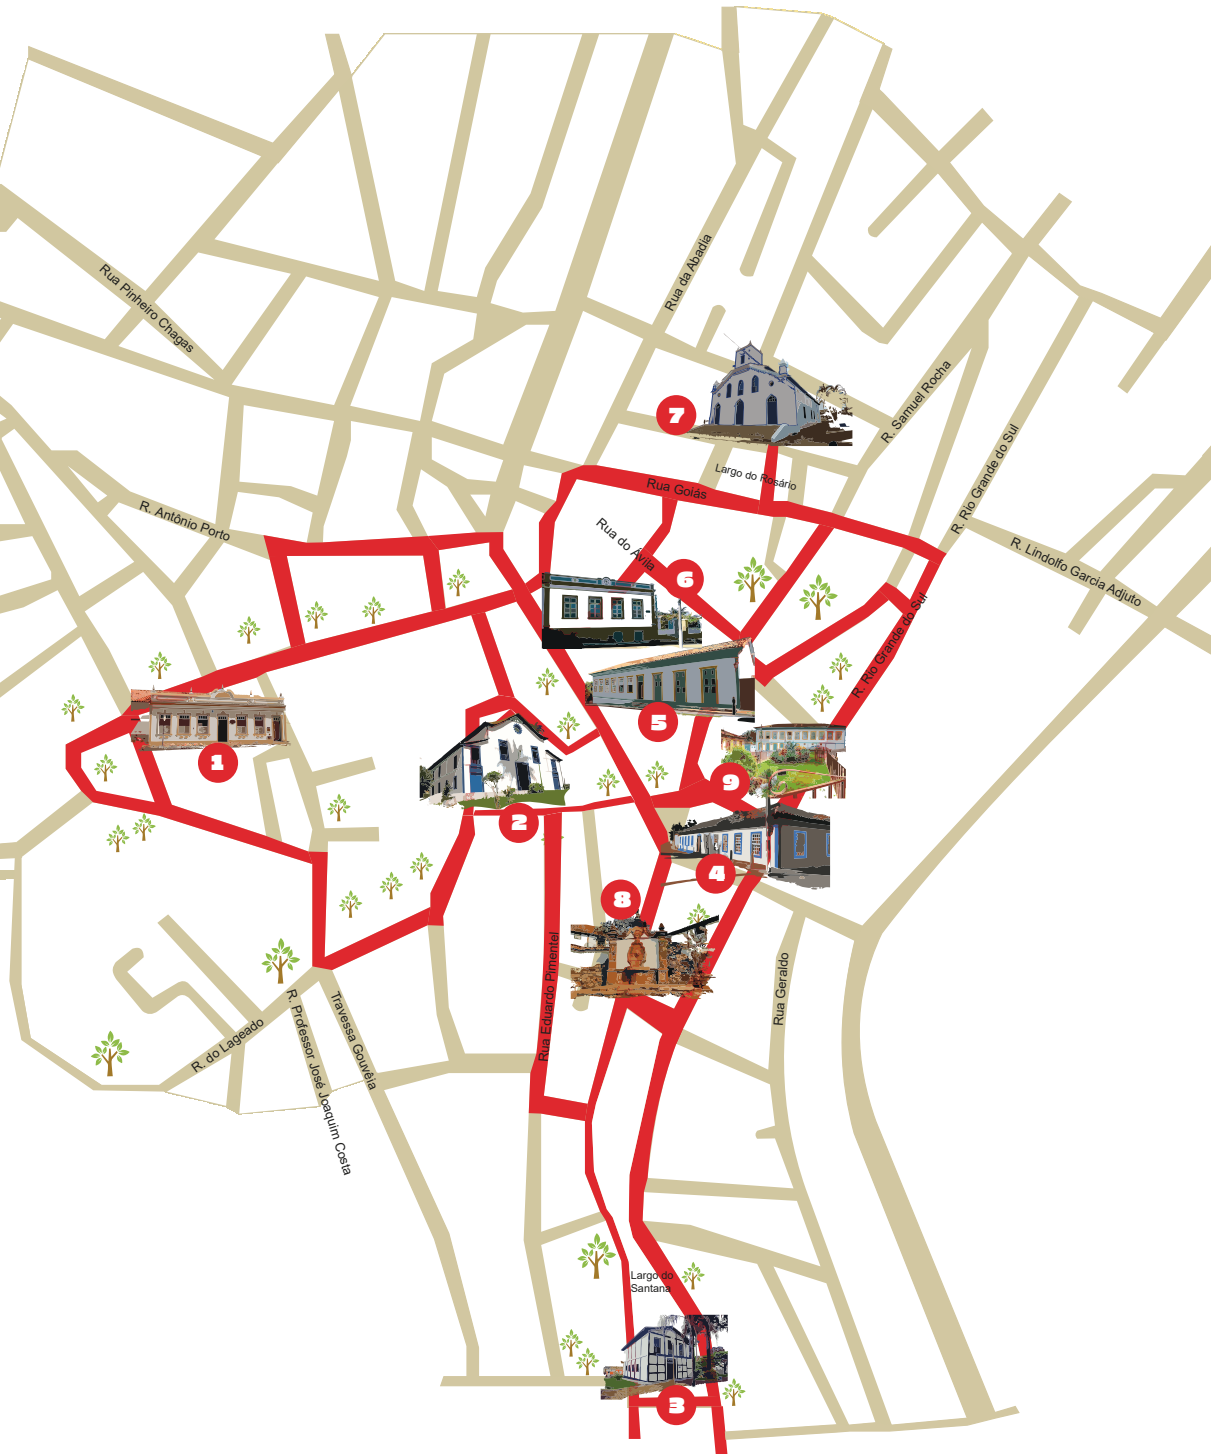 Rua da Abadia
Rua Pinheiro Chagas
R. Samuel Rocha
7
R. Rio Grande do Sul
Largo do Rosário
Rua Goiás
R. Antônio Porto
Rua do Ávila
R. Lindolfo Garcia Adjuto
6
R. Rio Grande do Sul
5
1
9
2
4
8
Rua Eduardo Pimentel
Rua Geraldo
R. do Lageado
R. Professor José Joaquim Costa
Travessa Gouvêia
Largo do
Santana
3